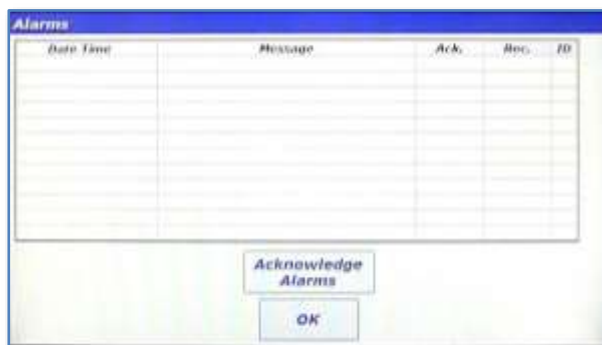 Alarms
Date Time Message Ack. Rec. ID
Acknowledge
Alarms
OK